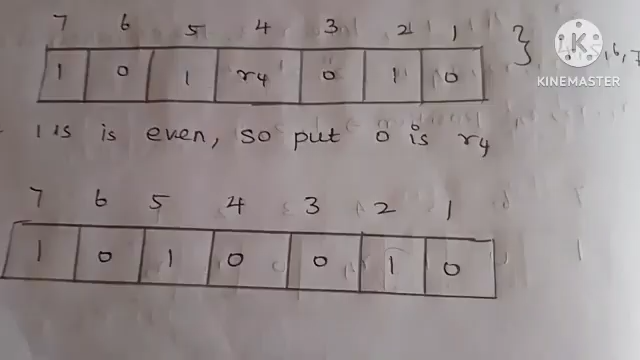 7 6 5 4 3 2 1
1 0 1 r4 0 1 0
KINEMASTER
1 is is even, so put 0 is r4
7 6 5 4 3 2 1
1 0 1 0 0 1 0